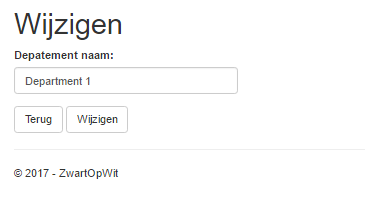 Wijzigen
Depatement naam:
Department 1
Terug Wijzigen
© 2017 - ZwartOpWit